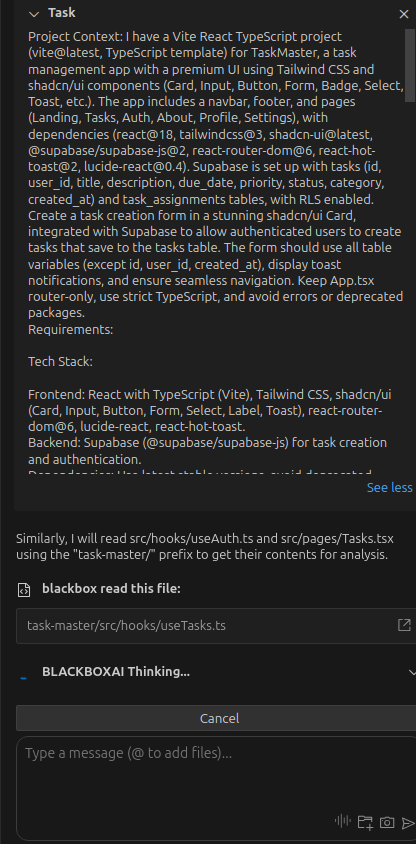 Task
Project Context: I have a Vite React TypeScript project
(vite@latest, TypeScript template) for TaskMaster, a task
management app with a premium UI using Tailwind CSS and
shadcn/ui components (Card, Input, Button, Form, Badge, Select,
Toast, etc.). The app includes a navbar, footer, and pages
(Landing, Tasks, Auth, About, Profile, Settings), with
dependencies (react@18, tailwindcss@3, shadcn-ui@latest,
@supabase/supabase-js@2, react-router-dom@6, react-hot-
toast@2, lucide-react@0.4). Supabase is set up with tasks (id,
user_id, title, description, due_date, priority, status, category,
created_at) and task_assignments tables, with RLS enabled.
Create a task creation form in a stunning shadcn/ui Card,
integrated with Supabase to allow authenticated users to create
tasks that save to the tasks table. The form should use all table
variables (except id, user_id, created_at), display toast
notifications, and ensure seamless navigation. Keep App.tsx
router-only, use strict TypeScript, and avoid errors or deprecated
packages.
Requirements:
Tech Stack:
Frontend: React with TypeScript (Vite), Tailwind CSS, shadcn/ui
(Card, Input, Button, Form, Select, Label, Toast), react-router-
dom@6, lucide-react, react-hot-toast.
Backend: Supabase (@supabase/supabase-js) for task creation
and authentication.
Dependencies: Use latest stable versions, avoid deprecated
See less
Similarly, I will read src/hooks/useAuth.ts and src/pages/Tasks.tsx
using the "task-master/" prefix to get their contents for analysis.
blackbox read this file:
task-master/src/hooks/useTasks.ts
BLACKBOXAI Thinking...
Cancel
Type a message (@ to add files)...